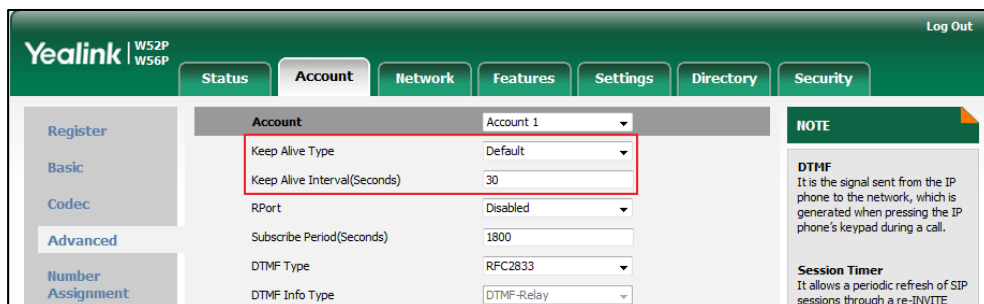 Log Out
Yealink | W52P
W56P
Status Account Network Features Settings Directory Security
Register
Basic
Codec
Advanced
Number
Assignment
Account Account 1
Keep Alive Type Default
Keep Alive Interval(Seconds) 30
RPort Disabled
Subscribe Period(Seconds) 1800
DTMF Type RFC2833
DTMF Info Type DTMF-Relay
NOTE
DTMF
It is the signal sent from the IP
phone to the network, which is
generated when pressing the IP
phone's keypad during a call.
Session Timer
It allows a periodic refresh of SIP
sessions through a re-INVITE